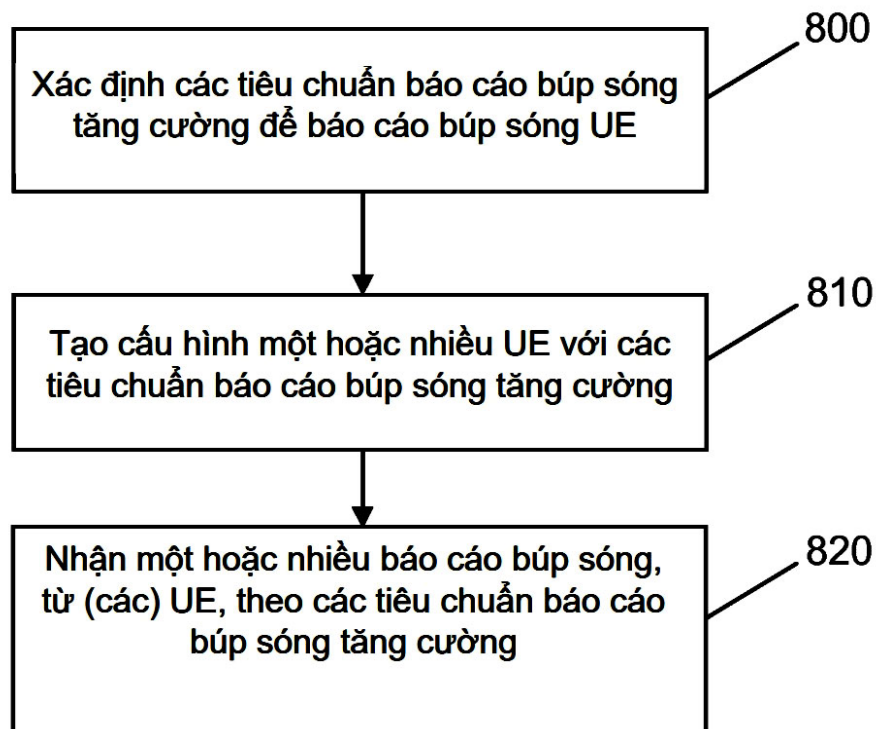 800
Xác định các tiêu chuẩn báo cáo búp sóng
tăng cường để báo cáo búp sóng UE
810
Tạo cấu hình một hoặc nhiều UE với các
tiêu chuẩn báo cáo búp sóng tăng cường
820
Nhận một hoặc nhiều báo cáo búp sóng,
từ (các) UE, theo các tiêu chuẩn báo cáo
búp sóng tăng cường